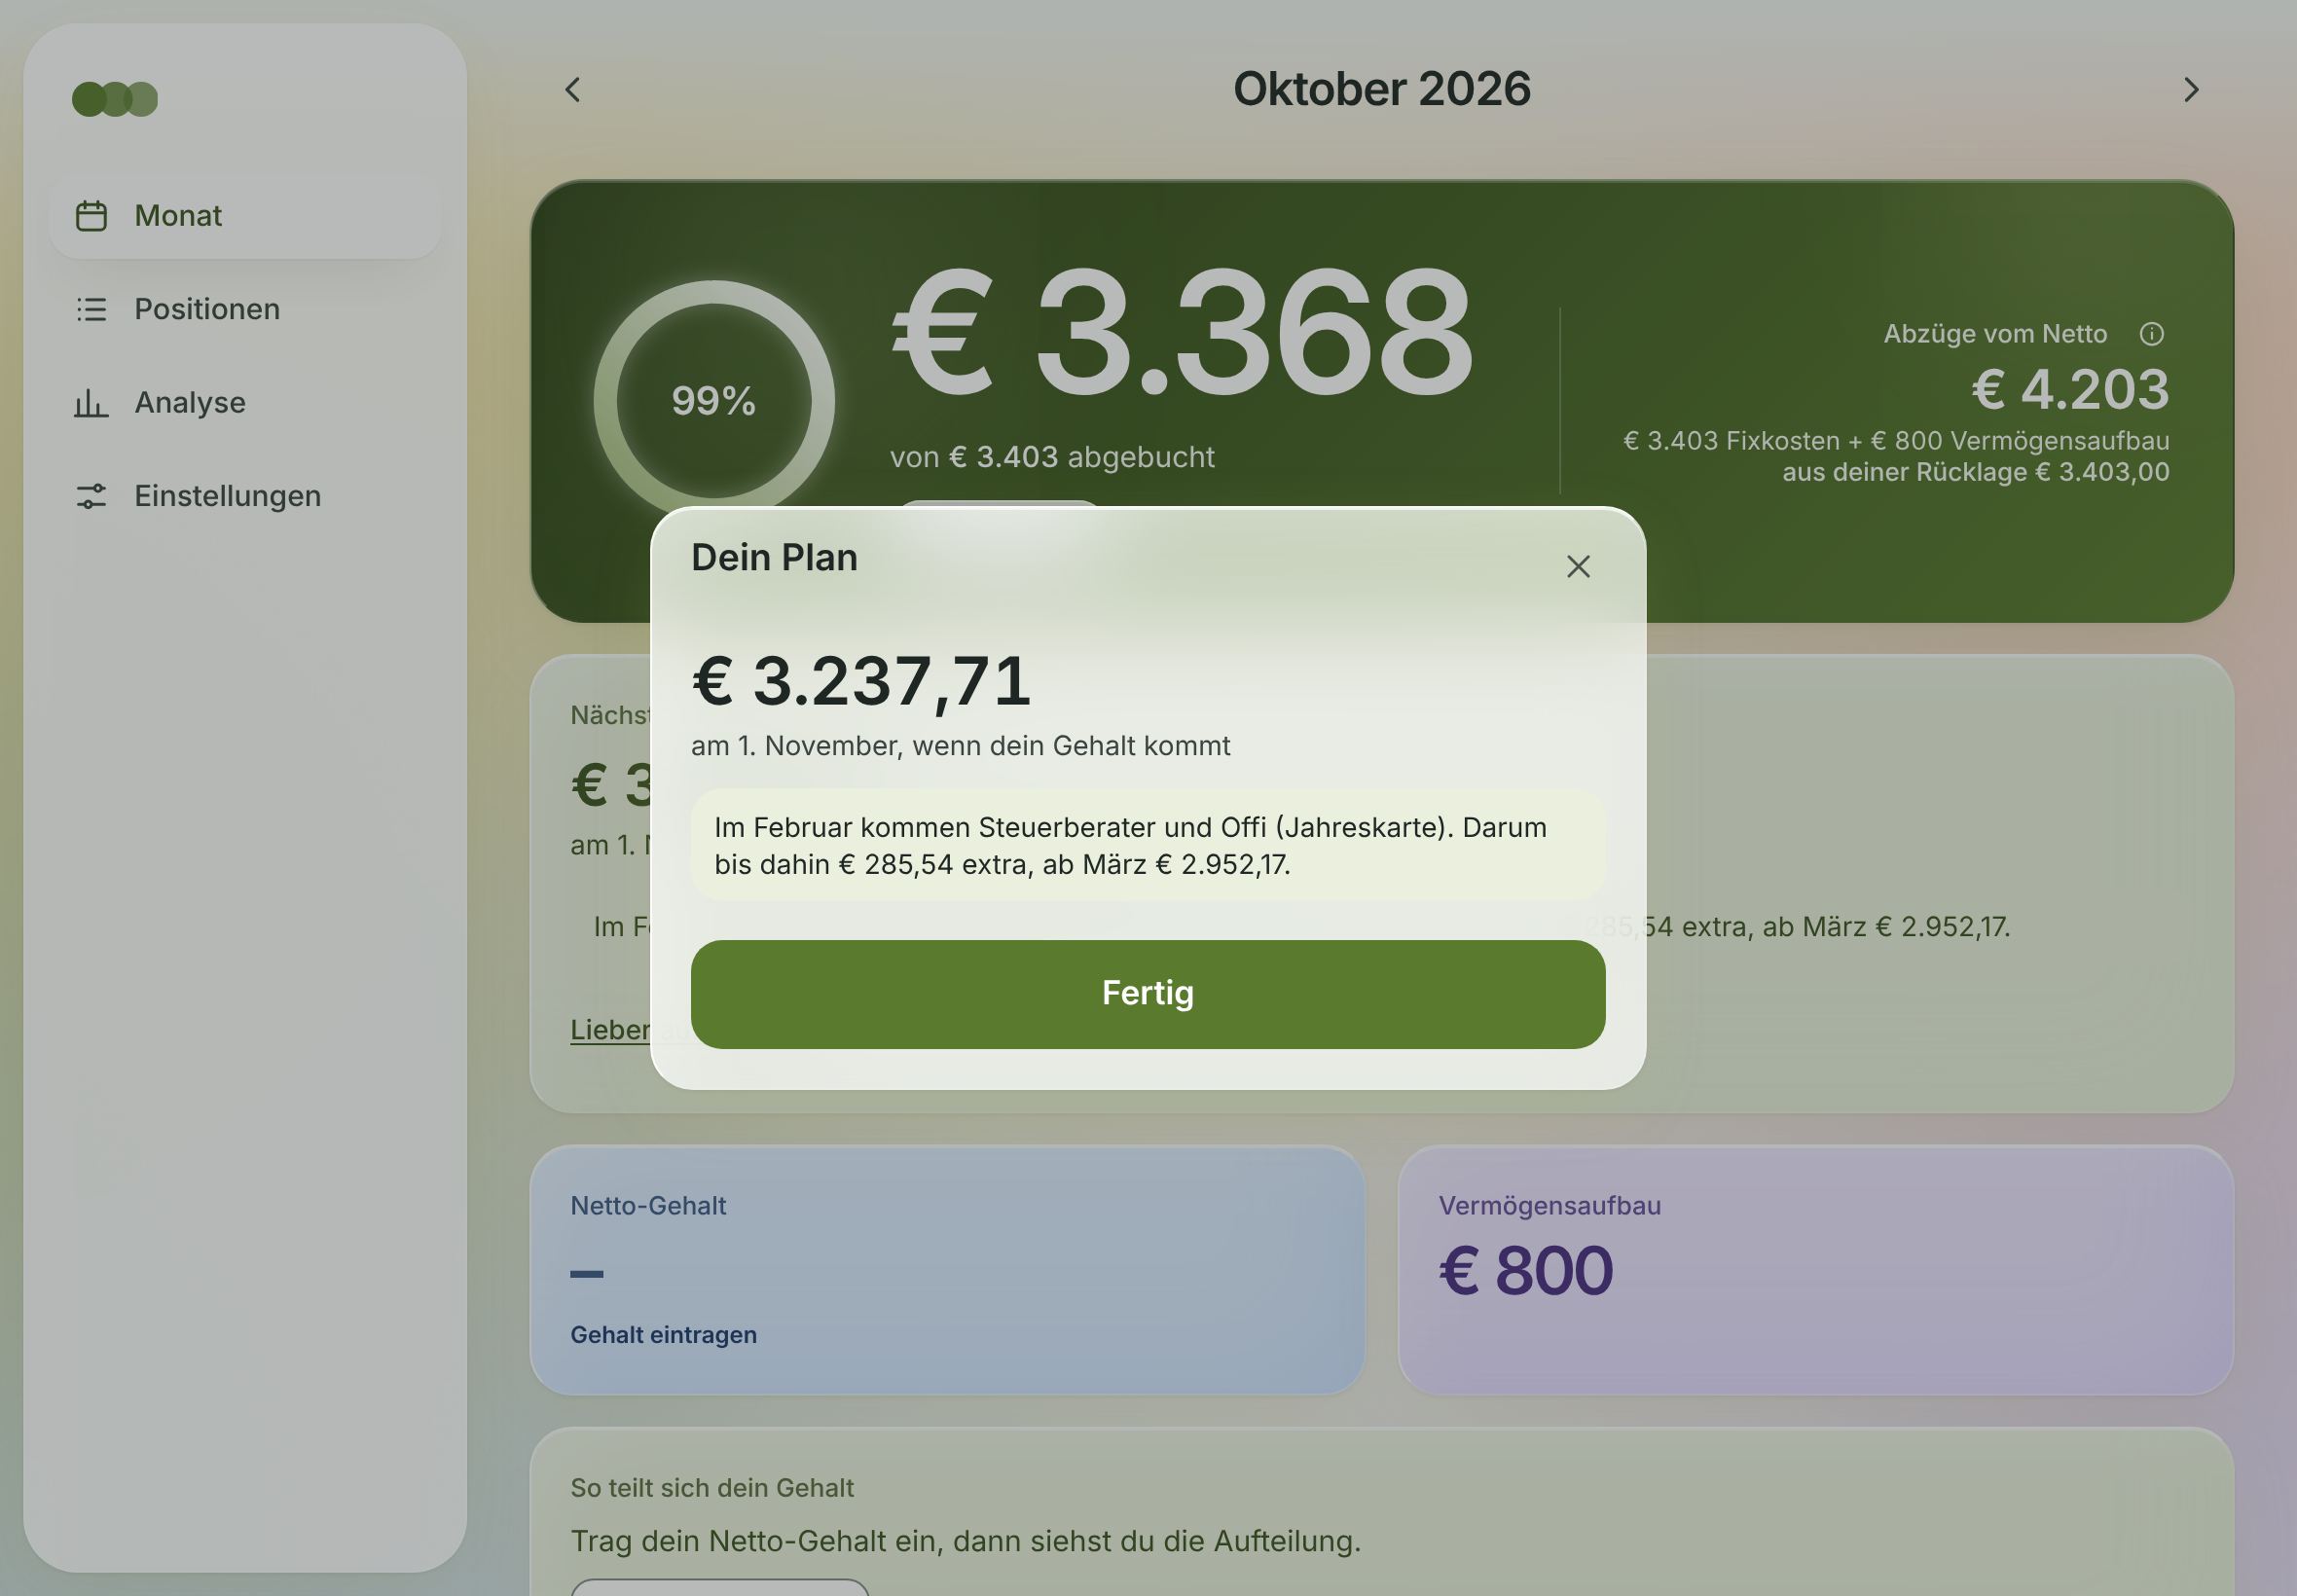 Monat
Positionen
Analyse
Einstellungen
Oktober 2026
99%
€ 3.368
von € 3.403 abgebucht
Abzüge vom Netto
€ 4.203
€ 3.403 Fixkosten + € 800 Vermögensaufbau
aus deiner Rücklage € 3.403,00
Dein Plan
€ 3.237,71
am 1. November, wenn dein Gehalt kommt
Im Februar kommen Steuerberater und Offi (Jahreskarte). Darum
bis dahin € 285,54 extra, ab März € 2.952,17.
Fertig
€ 3
am 1.
Im
285,54 extra, ab März € 2.952,17.
Lieber
Netto-Gehalt
–
Gehalt eintragen
Vermögensaufbau
€ 800
So teilt sich dein Gehalt
Trag dein Netto-Gehalt ein, dann siehst du die Aufteilung.